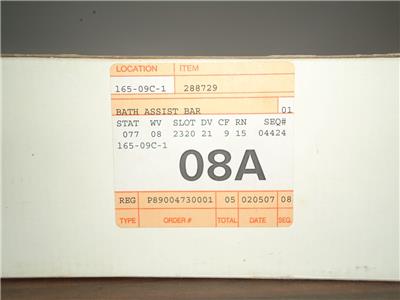 LOCATION ITEM
165-09C-1 288729
BATH ASSIST BAR 01
STAT WV SLOT DV CF RN SEQ#
077 08 2320 21 9 15 04424
165-09C-1
08A
REG P89004730001 05 020507 08
TYPE ORDER # TOTAL DATE SEQ.